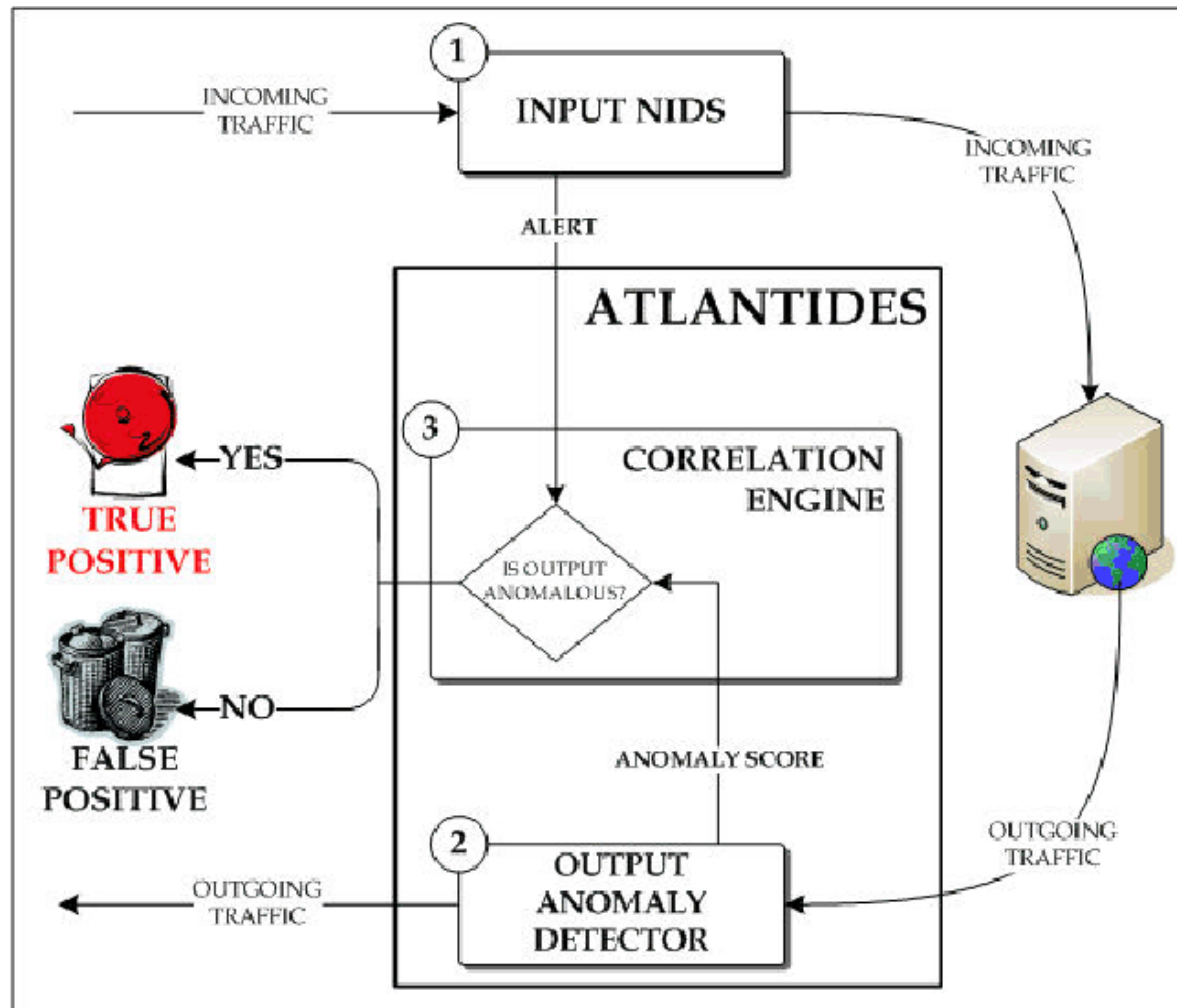 1
INPUT NIDS
INCOMING
TRAFFIC
INCOMING
TRAFFIC
ALERT
ATLANTIDES
3
CORRELATION
ENGINE
YES
TRUE
POSITIVE
IS OUTPUT
ANOMALOUS?
NO
FALSE
POSITIVE
ANOMALY SCORE
2
OUTPUT
ANOMALY
DETECTOR
OUTGOING
TRAFFIC
OUTGOING
TRAFFIC